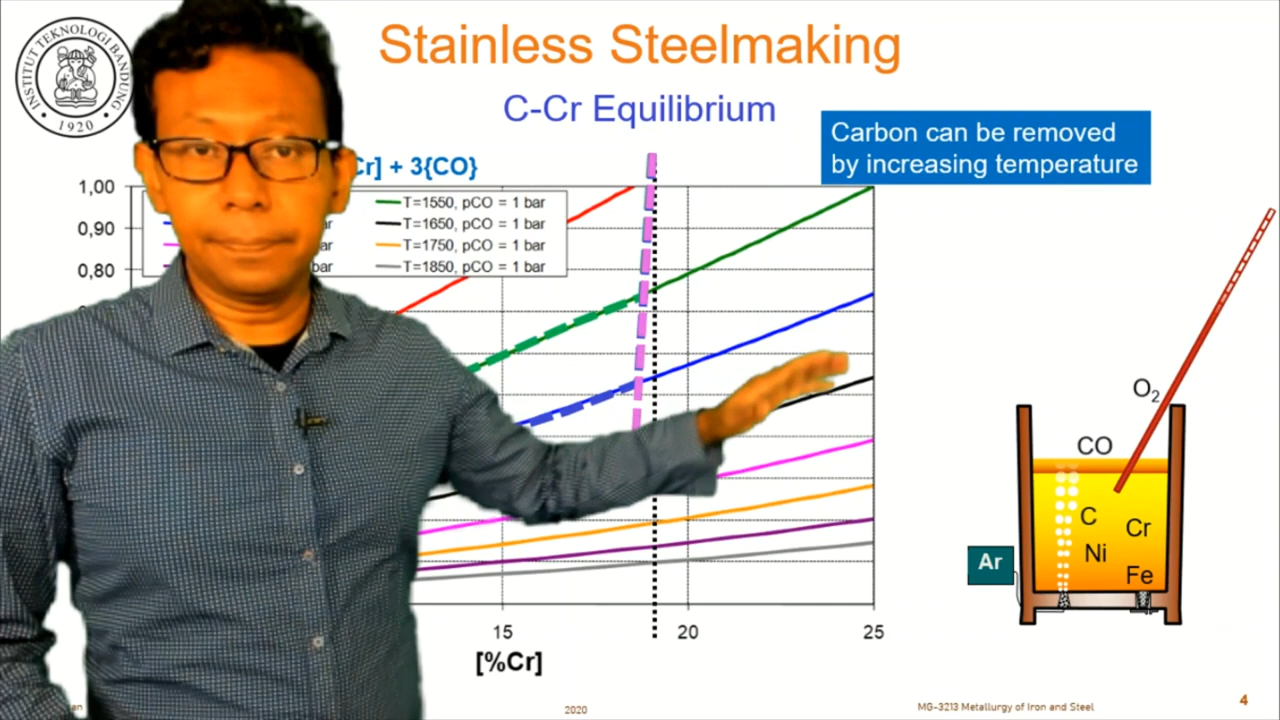 INSTITUT TEKNOLOGI BANDUNG
1920
Stainless Steelmaking
C-Cr Equilibrium
Carbon can be removed
by increasing temperature
Cr] + 3{CO}
1,00
0,90
0,80
T=1550, pCO = 1 bar
T=1650, pCO = 1 bar
T=1750, pCO = 1 bar
T=1850, pCO = 1 bar
ar
ar
bar
15
20
25
[%Cr]
O2
CO
C
Cr
Ni
Fe
Ar
an
2020
MG-3213 Metallurgy of Iron and Steel
4